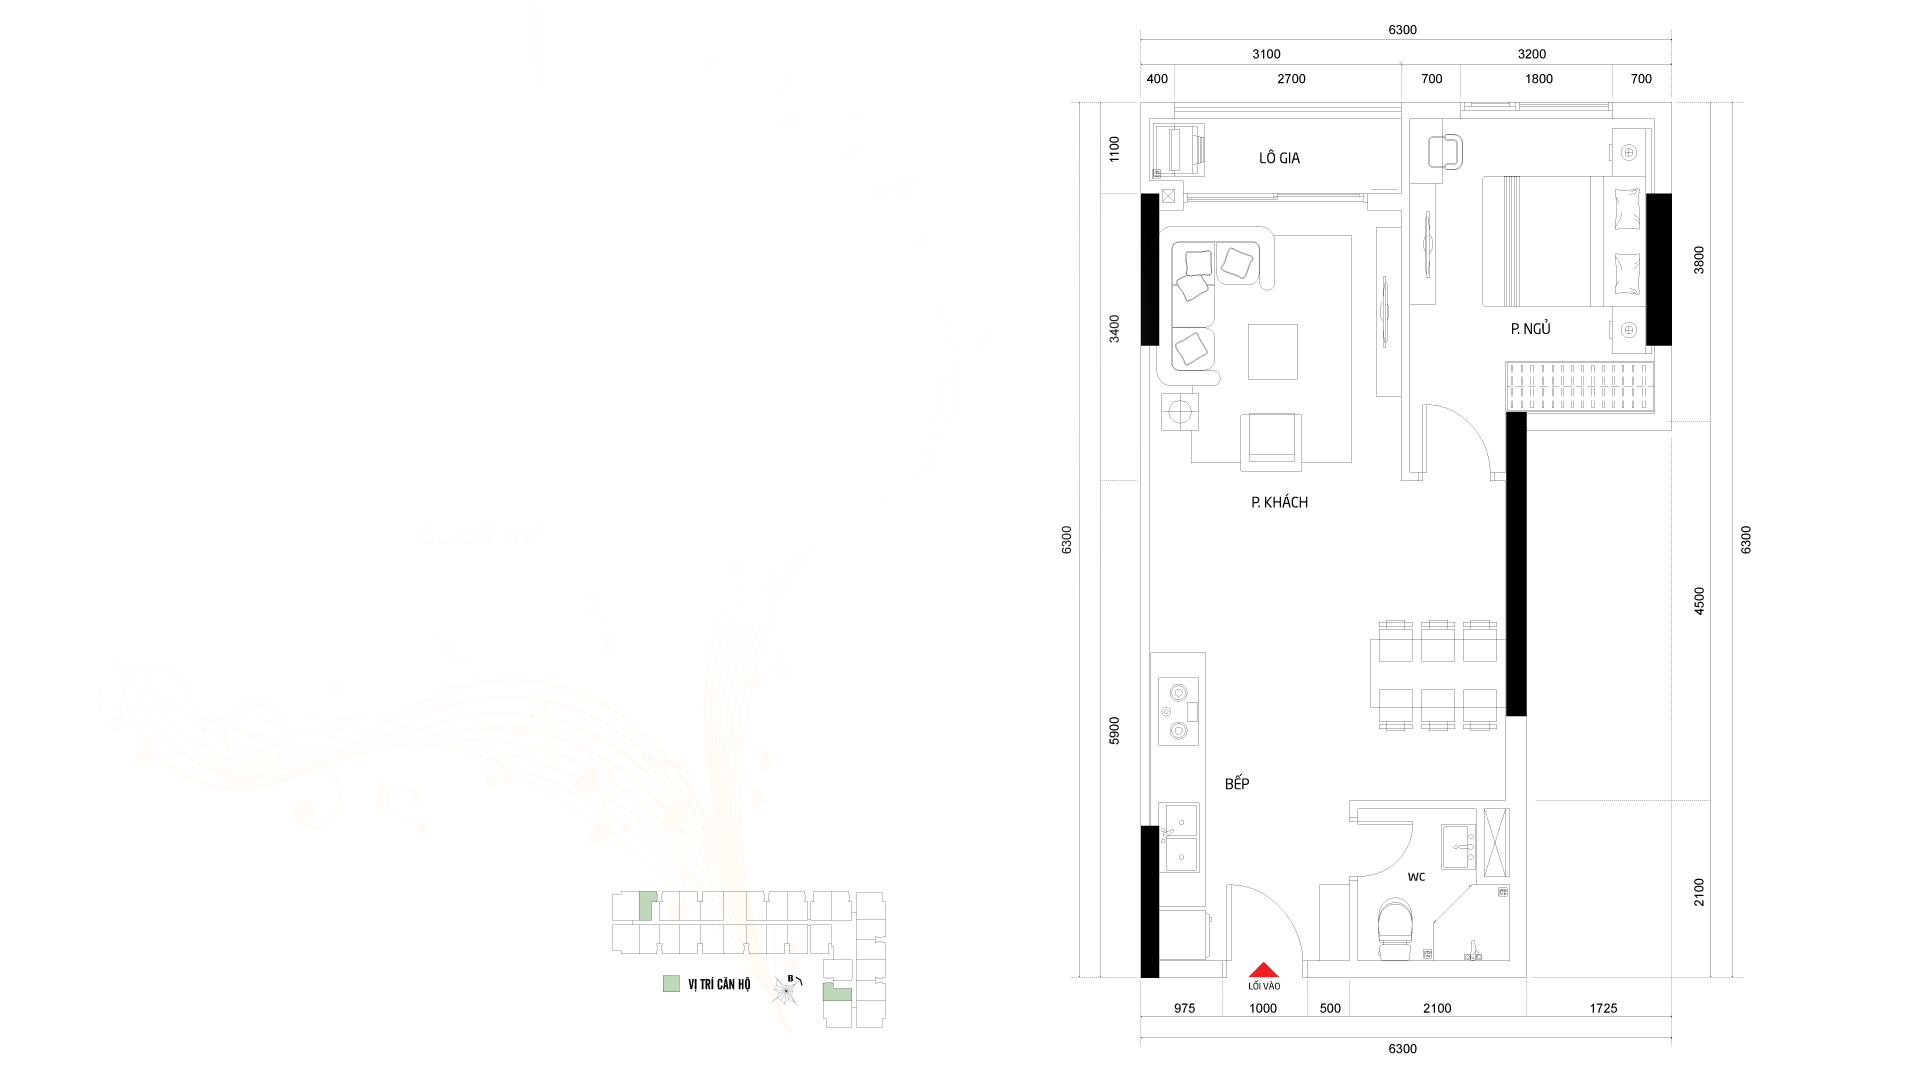 6300
3100 3200
400 2700 700 1800 700
1100
LÔ GIA
3800
3400
P. NGỦ
P. KHÁCH
6300
6300
4500
5900
BẾP
WC
2100
VỊ TRÍ CĂN HỘ
B
LỐI VÀO
975 1000 500 2100 1725
6300